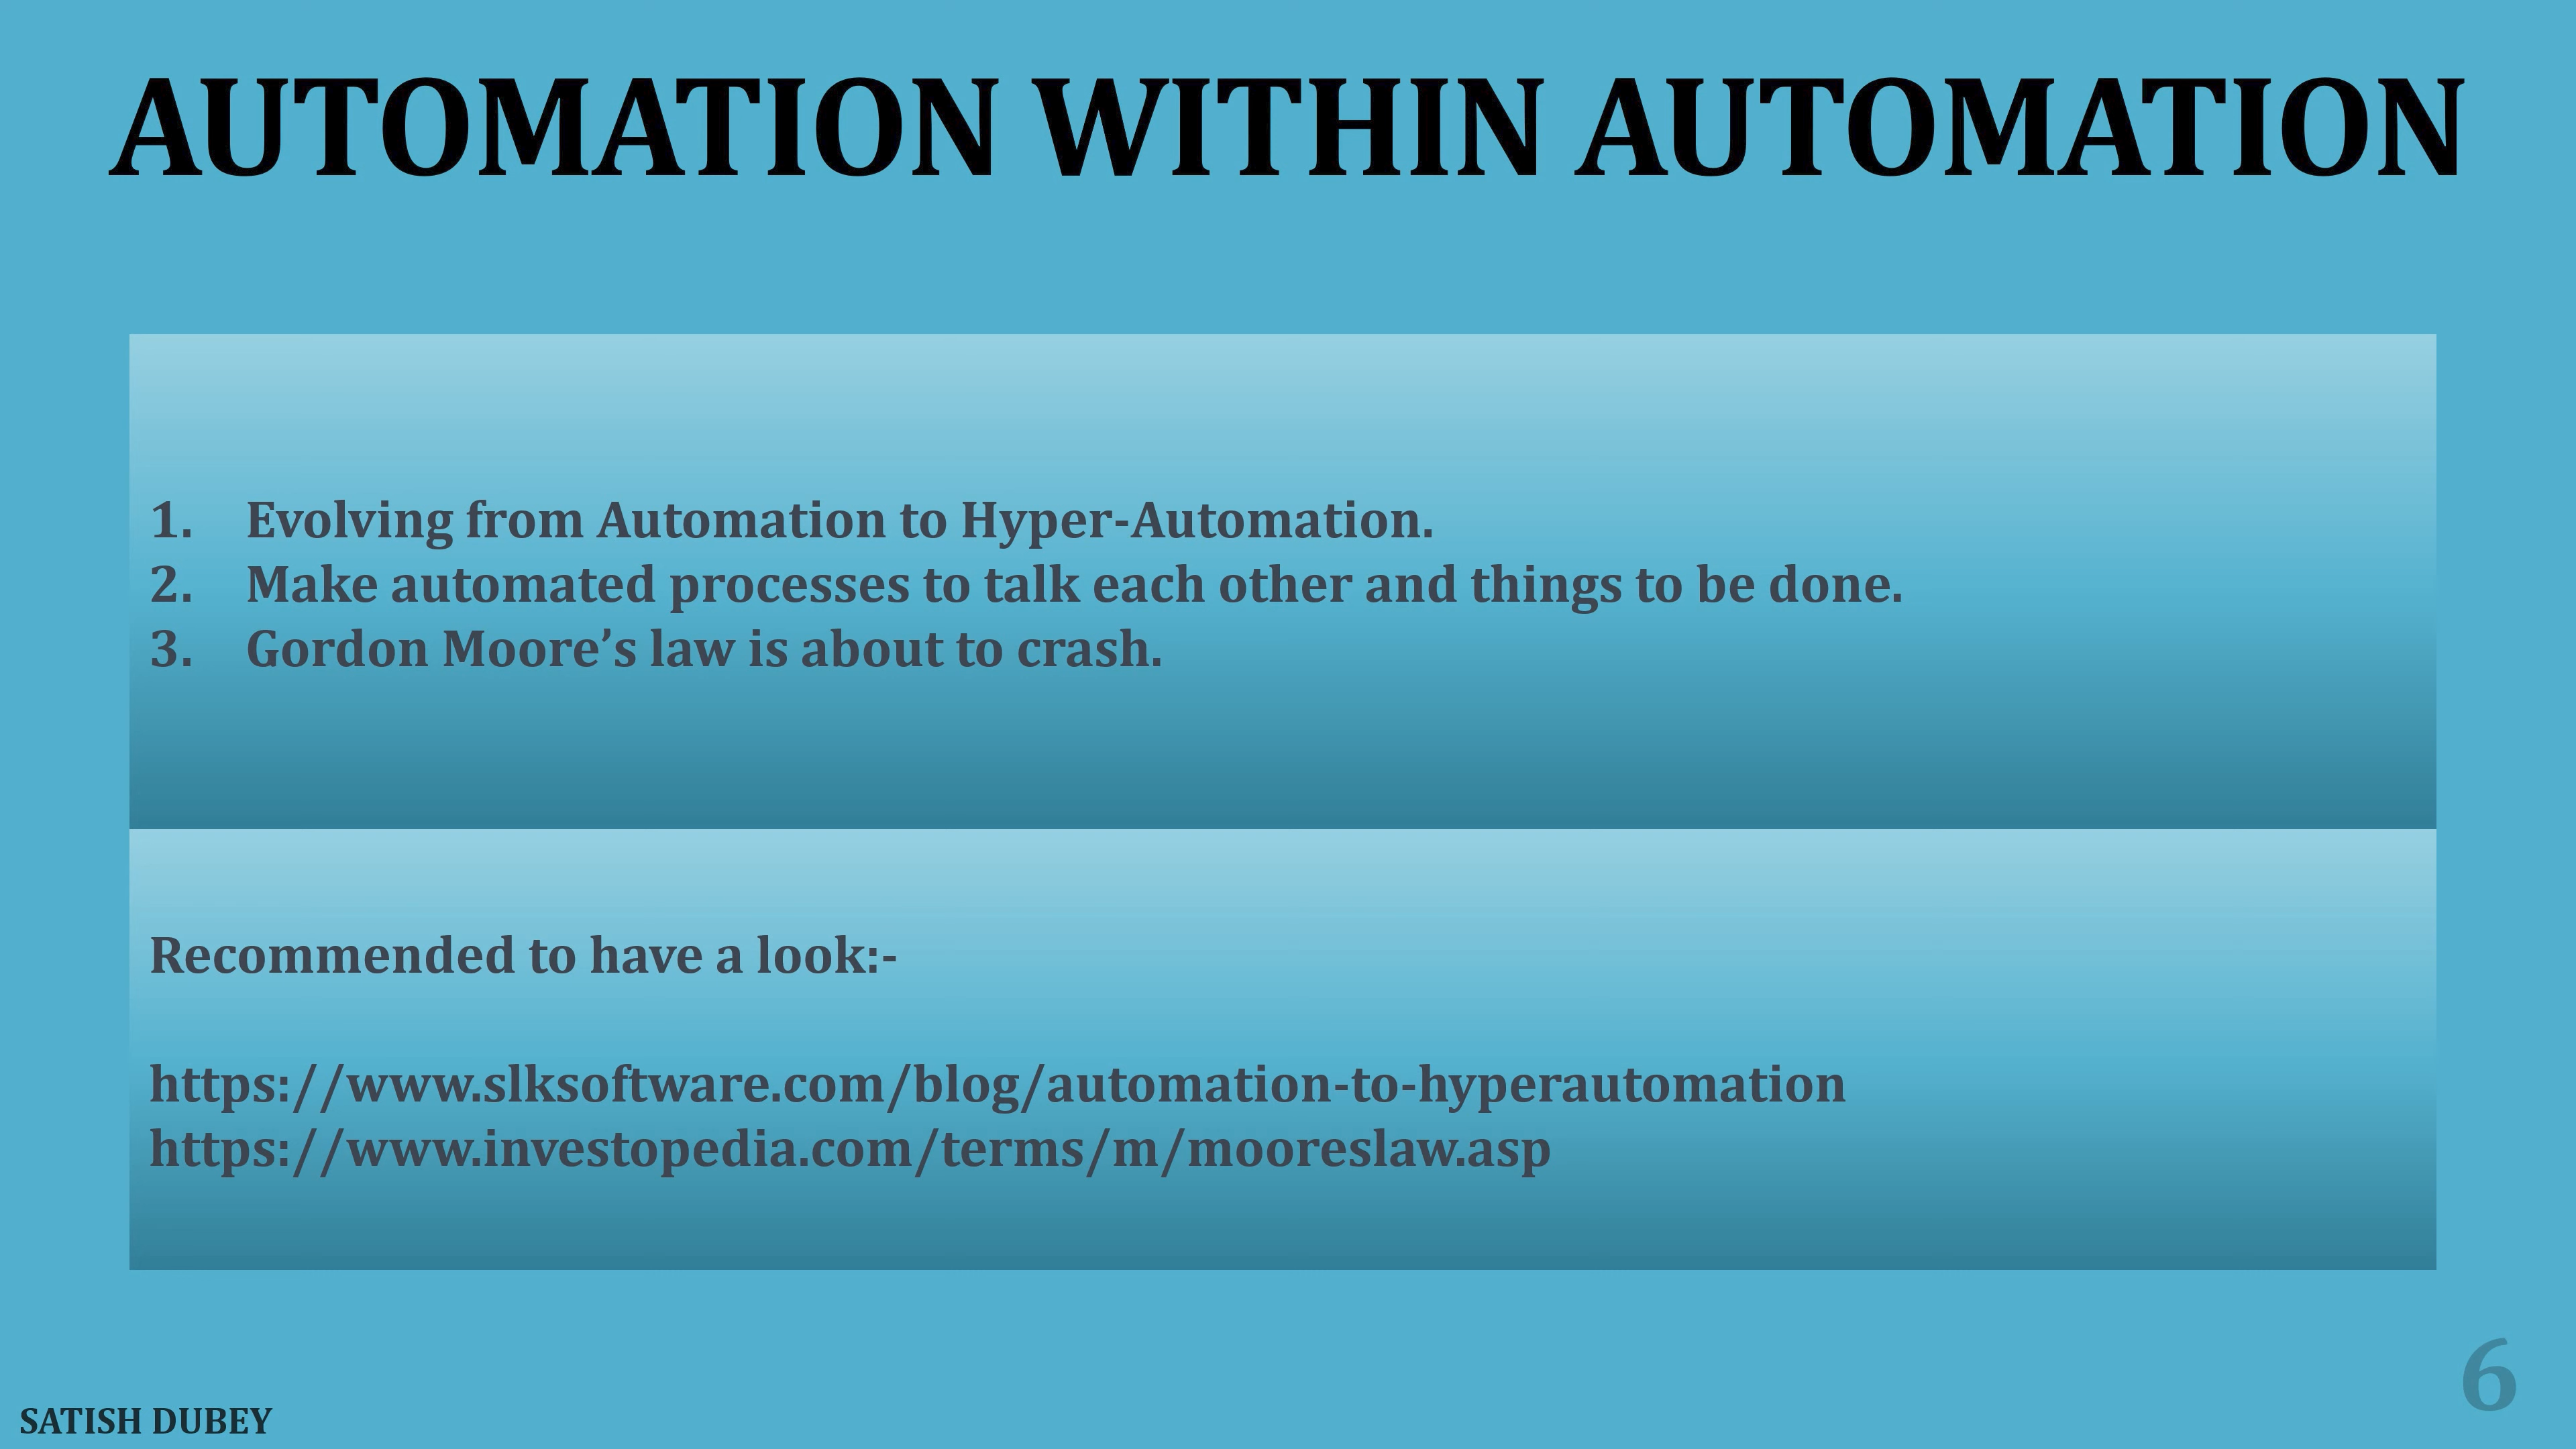 AUTOMATION WITHIN AUTOMATION
1. Evolving from Automation to Hyper-Automation.
2. Make automated processes to talk each other and things to be done.
3. Gordon Moore’s law is about to crash.
Recommended to have a look:-
https://www.slksoftware.com/blog/automation-to-hyperautomation
https://www.investopedia.com/terms/m/mooreslaw.asp
6
SATISH DUBEY